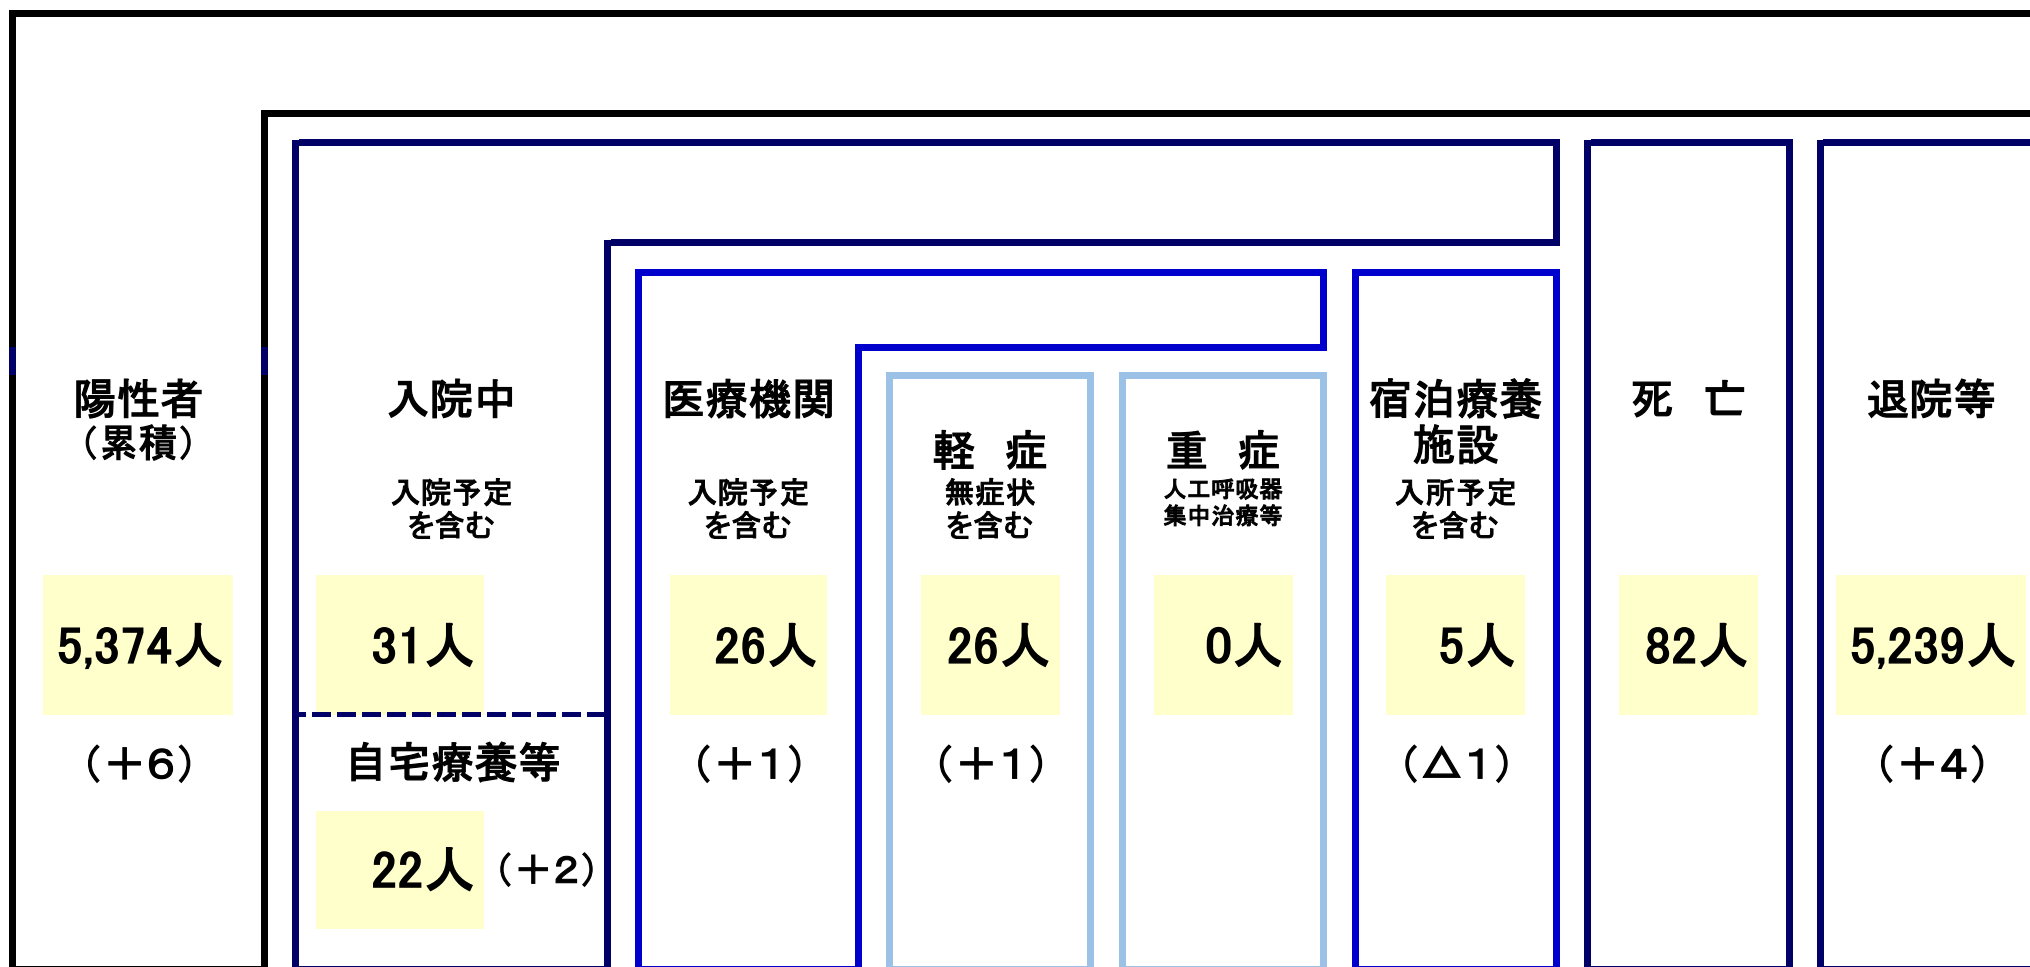 陽性者
（累積）
5,374人
（＋6）
入院中
入院予定
を含む
31人
自宅療養等
22人 （＋2）
医療機関
入院予定
を含む
26人
（＋1）
軽 症
無症状
を含む
26人
（＋1）
重 症
人工呼吸器
集中治療等
0人
宿泊療養
施設
入所予定
を含む
5人
（△1）
死 亡
82人
退院等
5,239人
（＋4）